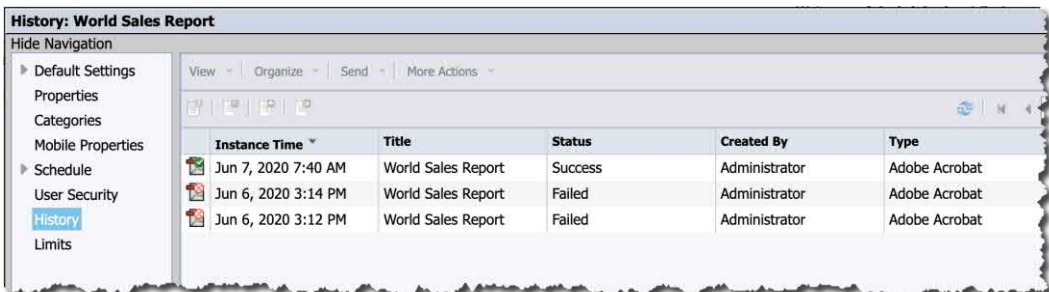 History: World Sales Report
Hide Navigation
Default Settings
Properties
Categories
Mobile Properties
Schedule
User Security
History
Limits
View Organize Send More Actions
Instance Time Title Status Created By Type
Jun 7, 2020 7:40 AM World Sales Report Success Administrator Adobe Acrobat
Jun 6, 2020 3:14 PM World Sales Report Failed Administrator Adobe Acrobat
Jun 6, 2020 3:12 PM World Sales Report Failed Administrator Adobe Acrobat